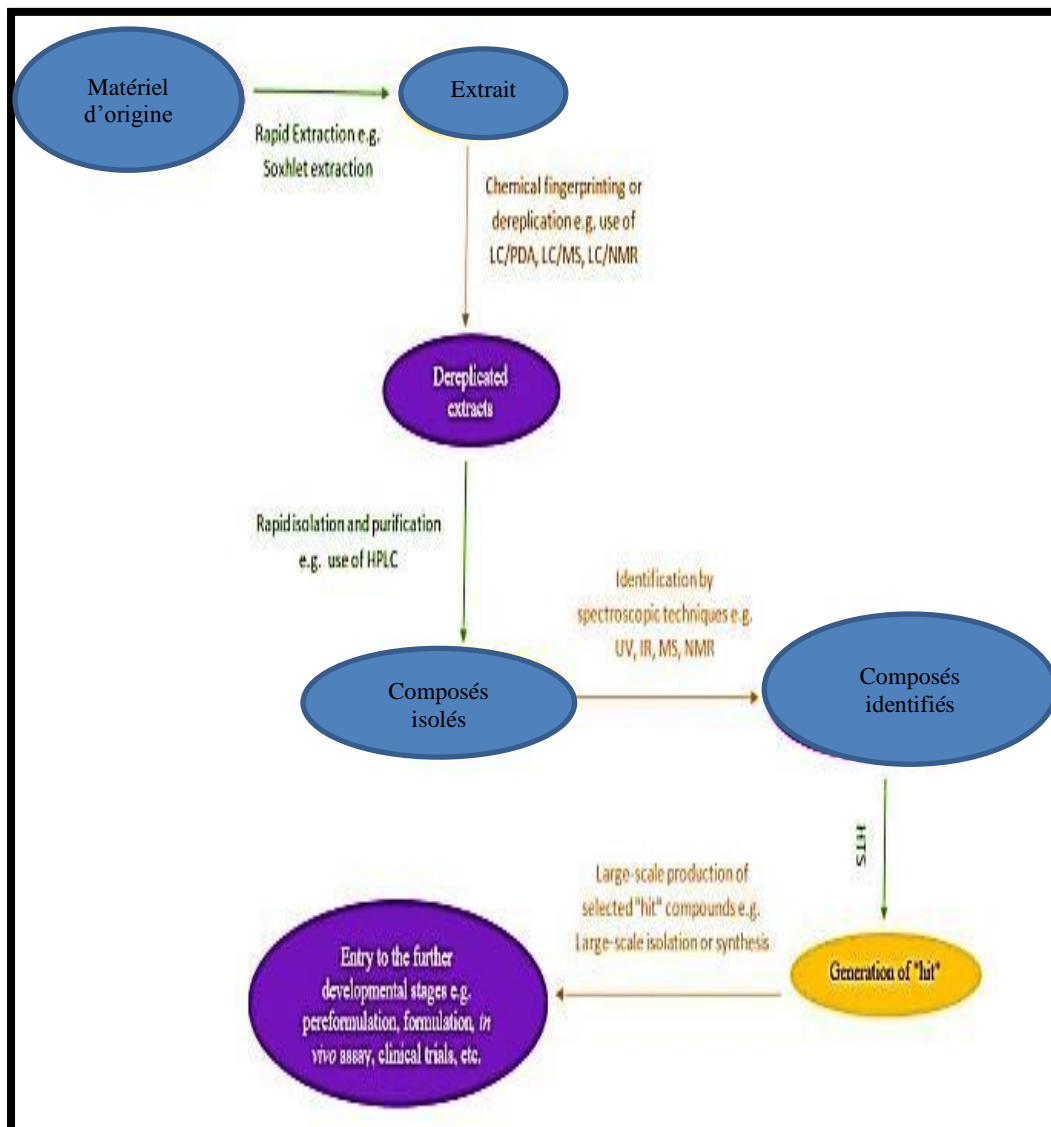 Matériel
d’origine
Extrait
Rapid Extraction e.g.
Soxhlet extraction
Chemical fingerprinting or
dereplication e.g. use of
LC/PDA, LC/MS, LC/NMR
Dereplicated
extracts
Rapid isolation and purification
e.g. use of HPLC
Identification by
spectroscopic techniques e.g.
UV, IR, MS, NMR
Composés
isolés
Composés
identifiés
HTS
Large-scale production of
selected "hit" compounds e.g.
Large-scale isolation or synthesis
Generation of "hit"
Entry to the further
developmental stages e.g.
pereformulation, formulation, in
vivo assay, clinical trials, etc.